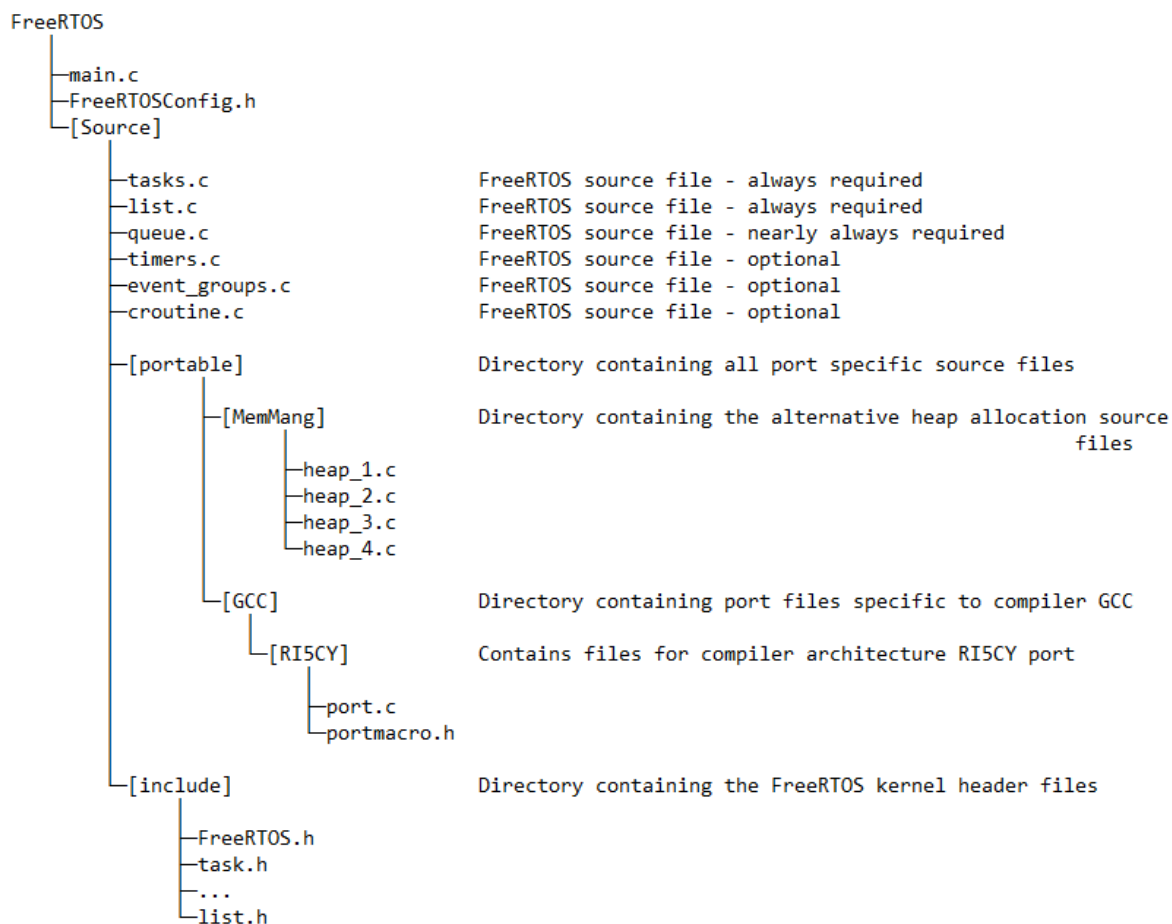 FreeRTOS
main.c
FreeRTOSConfig.h
[Source]
tasks.c FreeRTOS source file - always required
list.c FreeRTOS source file - always required
queue.c FreeRTOS source file - nearly always required
timers.c FreeRTOS source file - optional
event_groups.c FreeRTOS source file - optional
croutine.c FreeRTOS source file - optional
[portable] Directory containing all port specific source files
[MemMang] Directory containing the alternative heap allocation source
files
heap_1.c
heap_2.c
heap_3.c
heap_4.c
[GCC] Directory containing port files specific to compiler GCC
[RI5CY] Contains files for compiler architecture RI5CY port
port.c
portmacro.h
[include] Directory containing the FreeRTOS kernel header files
FreeRTOS.h
task.h
...
list.h